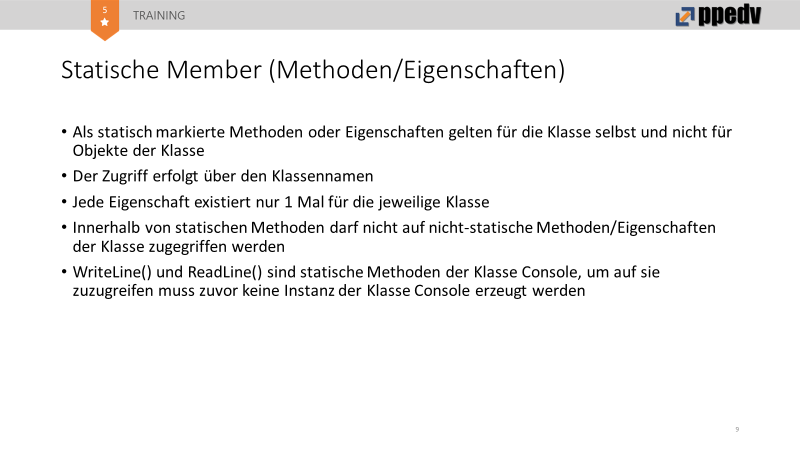 5
TRAINING
ppedv
Statische Member (Methoden/Eigenschaften)
• Als statisch markierte Methoden oder Eigenschaften gelten für die Klasse selbst und nicht für
Objekte der Klasse
• Der Zugriff erfolgt über den Klassennamen
• Jede Eigenschaft existiert nur 1 Mal für die jeweilige Klasse
• Innerhalb von statischen Methoden darf nicht auf nicht-statische Methoden/Eigenschaften
der Klasse zugegriffen werden
• WriteLine() und ReadLine() sind statische Methoden der Klasse Console, um auf sie
zuzugreifen muss zuvor keine Instanz der Klasse Console erzeugt werden
9